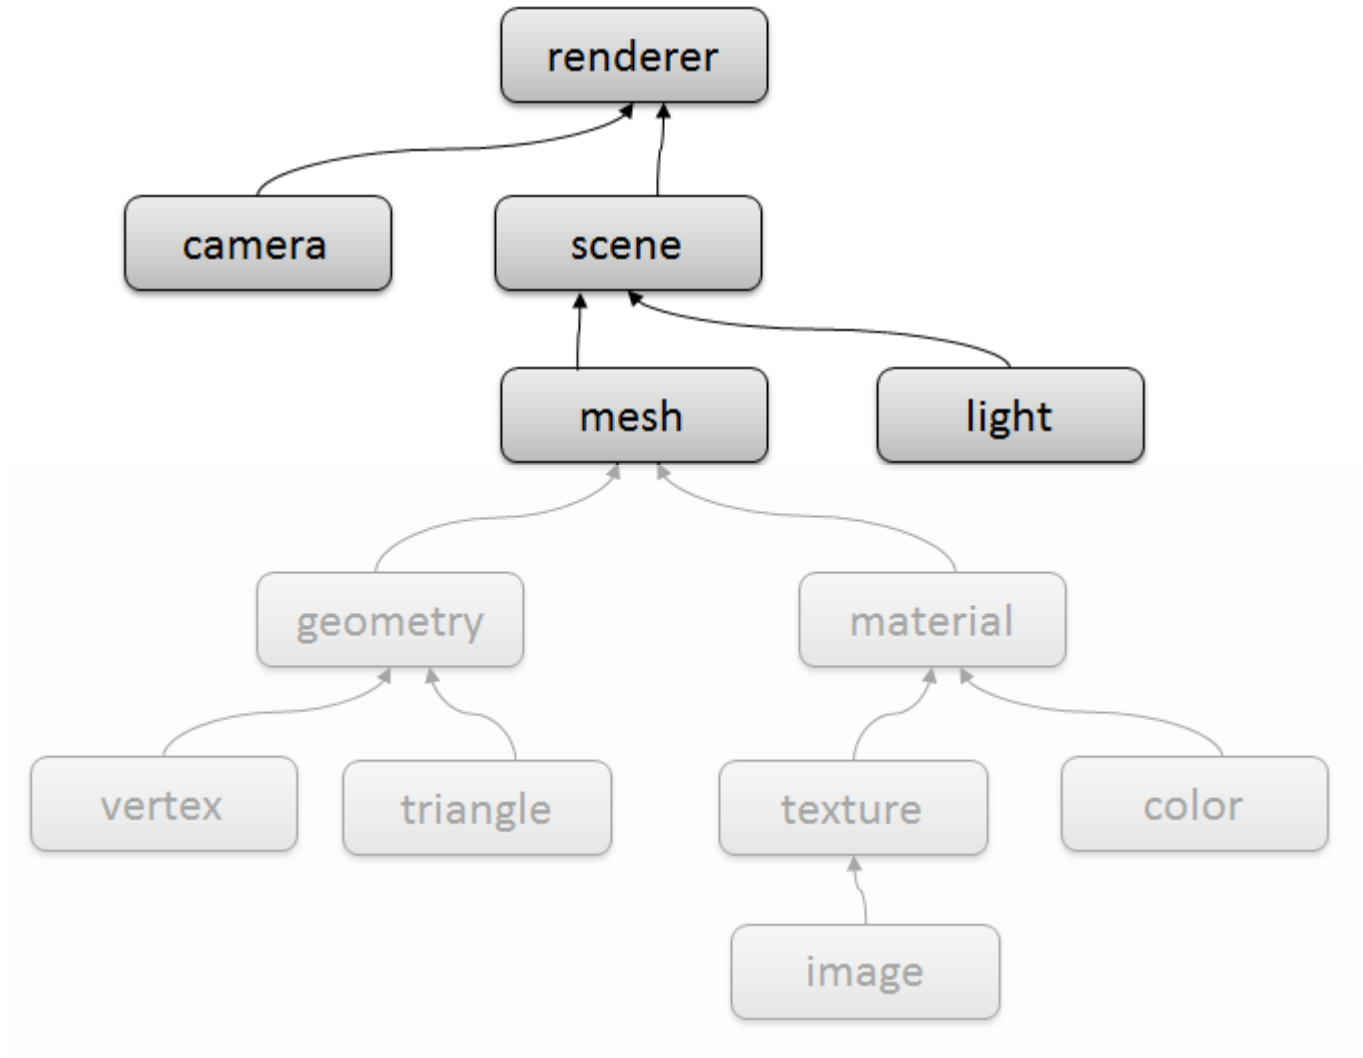 renderer
camera
scene
mesh
light
geometry
material
vertex
triangle
texture
color
image